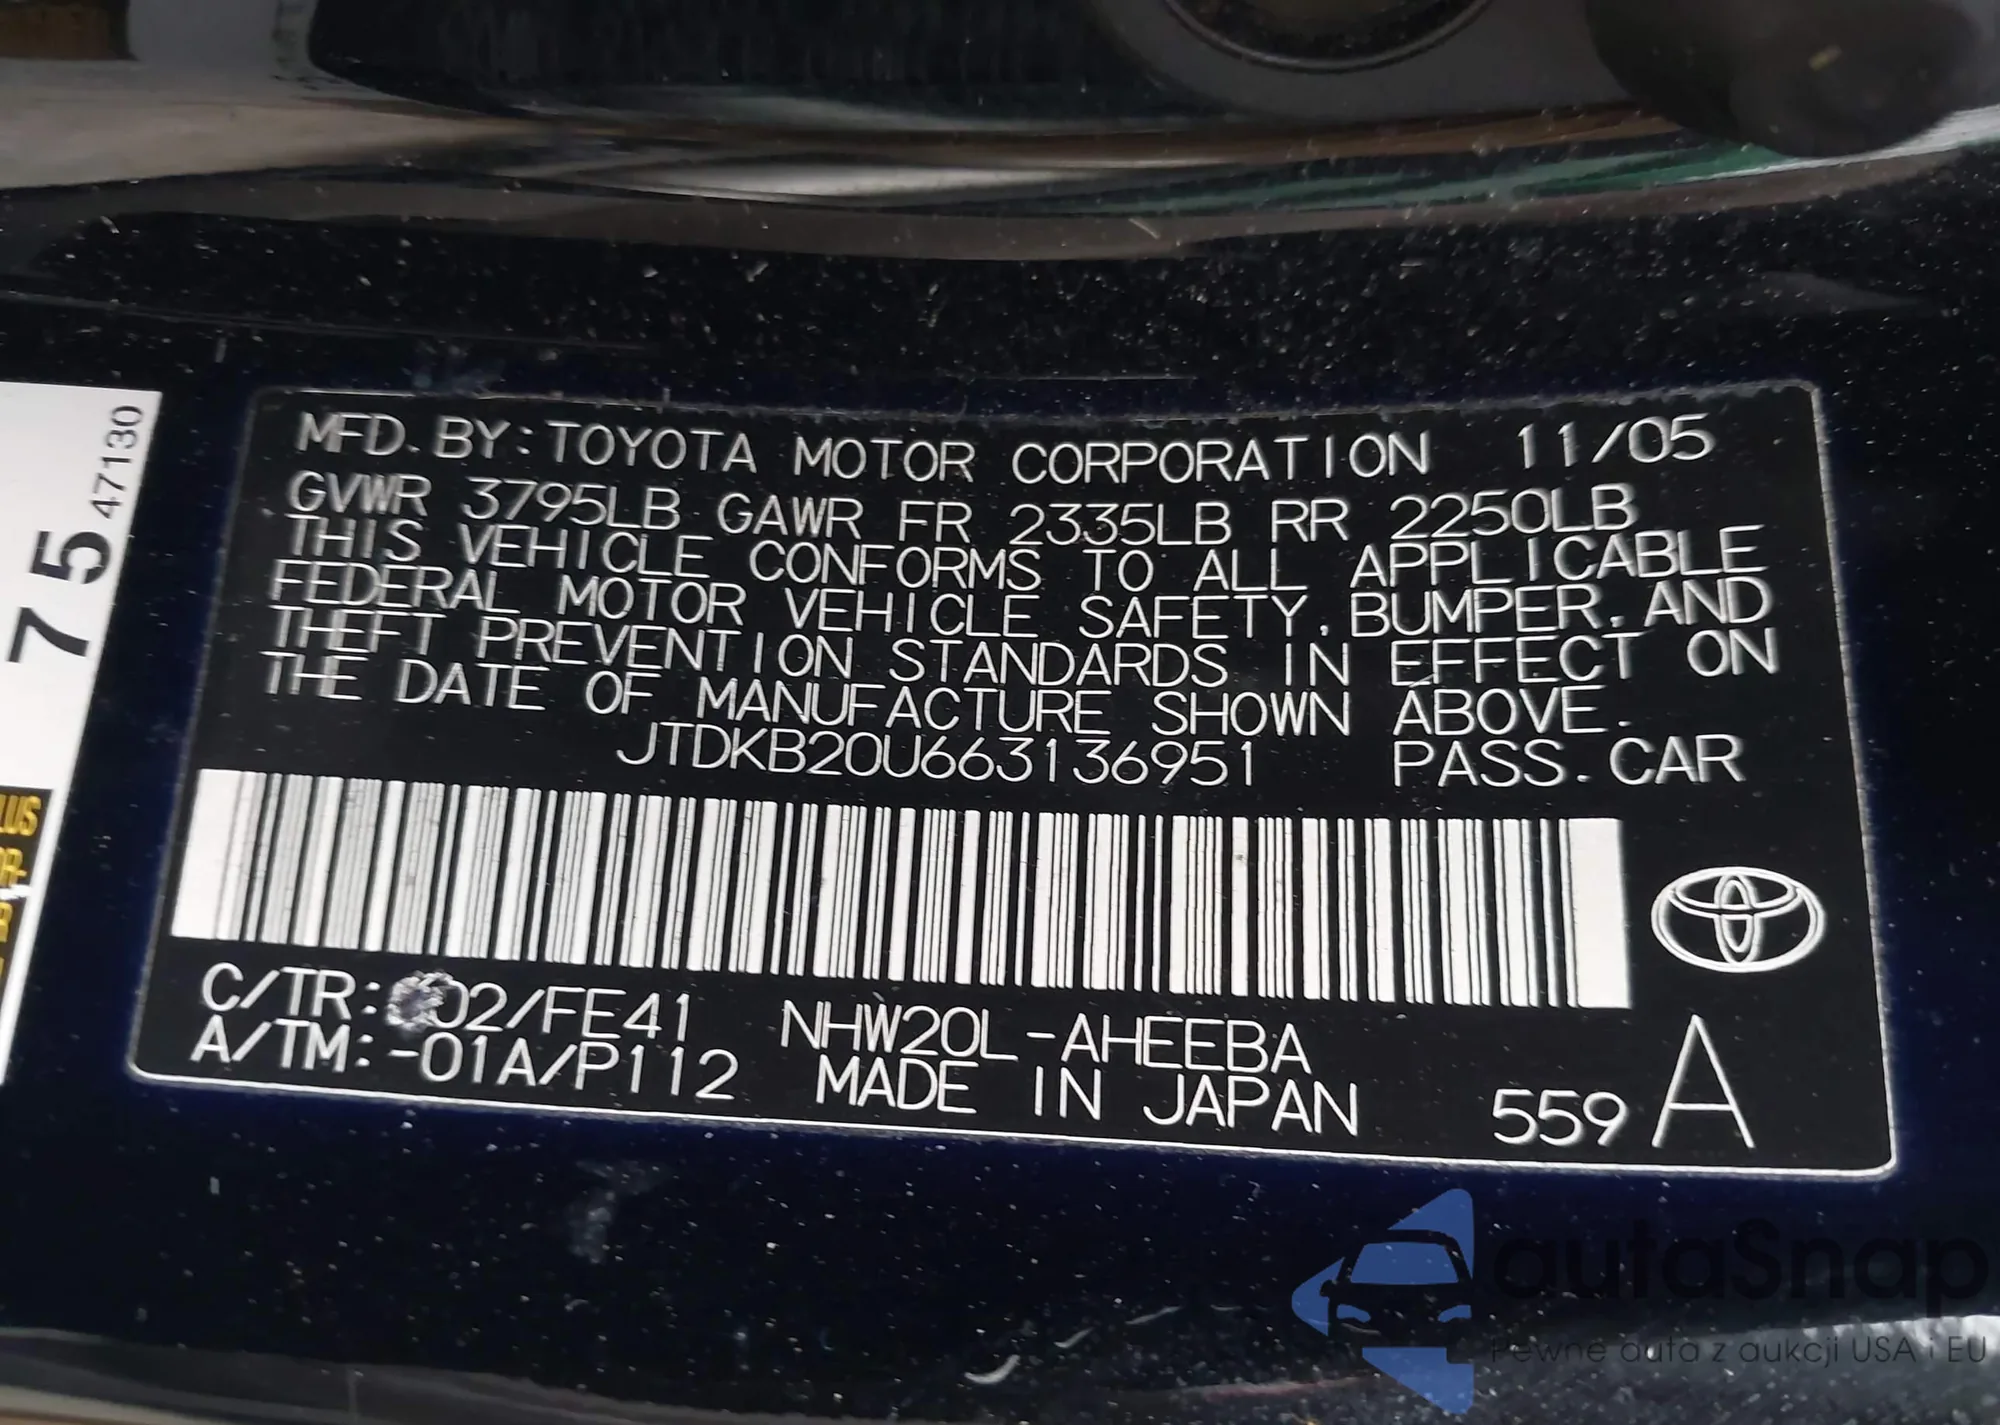 MFD. BY: TOYOTA MOTOR CORPORATION 11/05
GVWR 3795LB GAWR FR 2335LB RR 2250LB
THIS VEHICLE CONFORMS TO ALL APPLICABLE
FEDERAL MOTOR VEHICLE SAFETY, BUMPER, AND
THEFT PREVENTION STANDARDS IN EFFECT ON
THE DATE OF MANUFACTURE SHOWN ABOVE.
JTDKB20U663136951 PASS. CAR
C/TR: 02/FE41 NHW20L-AHEEBA
A/TM: -01A/P112 MADE IN JAPAN 559 A
75
47130
autaSnap
Pewne auta z aukcji USA i EU